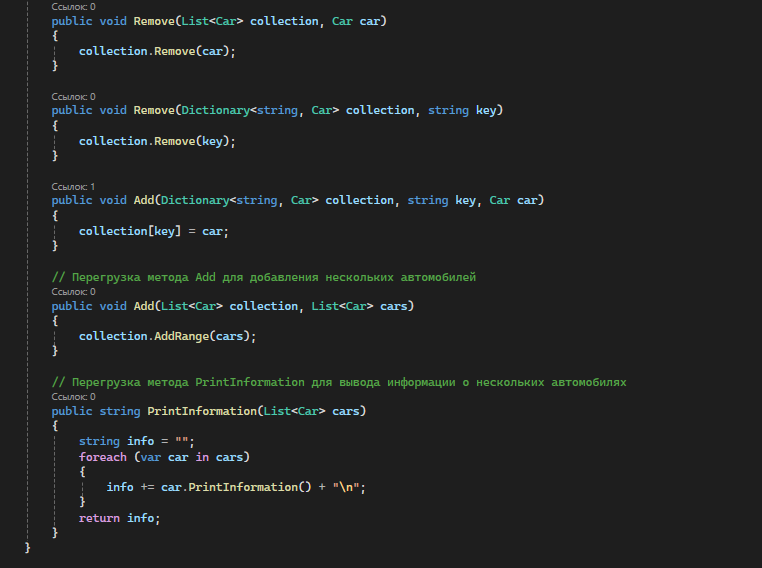 Ссылок: 0
public void Remove(List<Car> collection, Car car)
{
collection.Remove(car);
}
Ссылок: 0
public void Remove(Dictionary<string, Car> collection, string key)
{
collection.Remove(key);
}
Ссылок: 1
public void Add(Dictionary<string, Car> collection, string key, Car car)
{
collection[key] = car;
}
// Перегрузка метода Add для добавления нескольких автомобилей
Ссылок: 0
public void Add(List<Car> collection, List<Car> cars)
{
collection.AddRange(cars);
}
// Перегрузка метода PrintInformation для вывода информации о нескольких автомобилях
Ссылок: 0
public string PrintInformation(List<Car> cars)
{
string info = "";
foreach (var car in cars)
{
info += car.PrintInformation() + "\n";
}
return info;
}
}